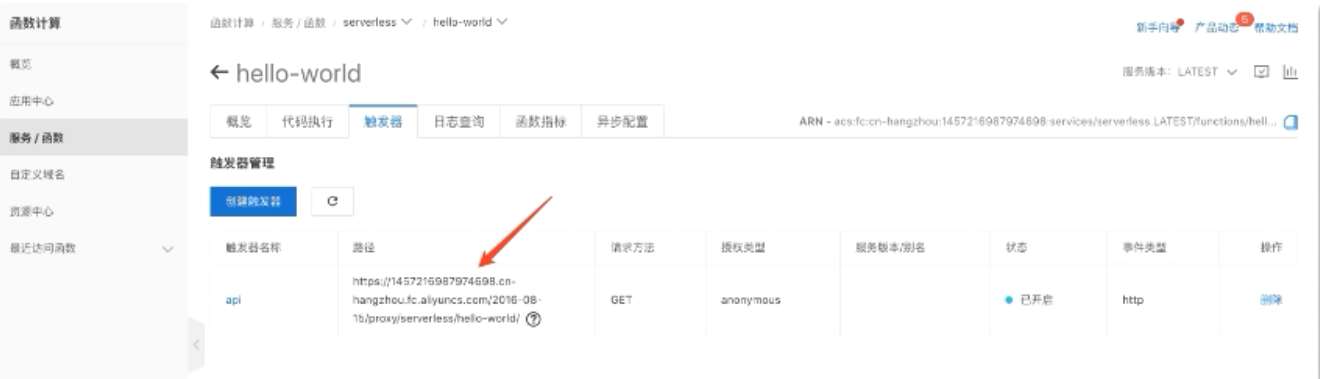 函数计算
概览
应用中心
服务 / 函数
自定义域名
资源中心
最近访问函数
函数计算 / 服务 / 函数 / serverless / hello-world
新手向导 产品动态 5 帮助文档
← hello-world
服务版本: LATEST
概览 代码执行 触发器 日志查询 函数指标 异步配置
ARN - acs:fc:cn-hangzhou:1457216987974698:services/serverless.LATEST/functions/hell...
触发器管理
创建触发器
触发器名称 路径 请求方法 授权类型 服务版本/别名 状态 事件类型 操作
https://1457216987974698.cn-
api hangzhou.fc.aliyuncs.com/2016-08- GET anonymous 已开启 http 删除
15/proxy/serverless/hello-world/ ?